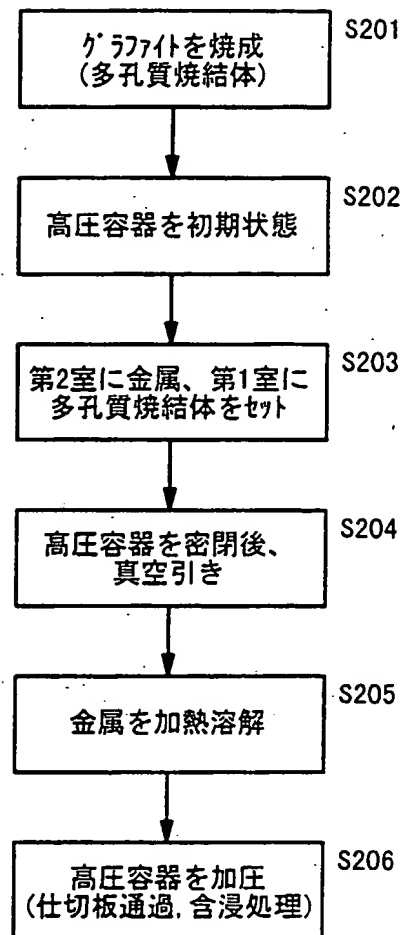 グラファイトを焼成
(多孔質焼結体)
S201
高圧容器を初期状態
S202
第2室に金属、第1室に
多孔質焼結体をセット
S203
高圧容器を密閉後、
真空引き
S204
金属を加熱溶解
S205
高圧容器を加圧
(仕切板通過,含浸処理)
S206